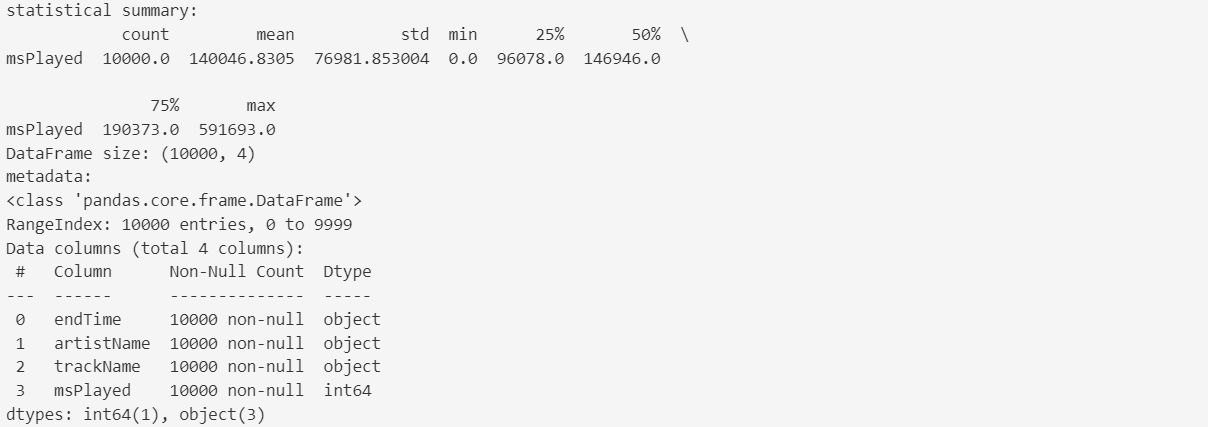 statistical summary:
            count         mean           std  min      25%       50%  \
msPlayed  10000.0  140046.8305  76981.853004  0.0  96078.0  146946.0

               75%       max
msPlayed  190373.0  591693.0
DataFrame size: (10000, 4)
metadata:
<class 'pandas.core.frame.DataFrame'>
RangeIndex: 10000 entries, 0 to 9999
Data columns (total 4 columns):
 #   Column      Non-Null Count  Dtype
---  ------      --------------  -----
 0   endTime     10000 non-null  object
 1   artistName  10000 non-null  object
 2   trackName   10000 non-null  object
 3   msPlayed    10000 non-null  int64
dtypes: int64(1), object(3)